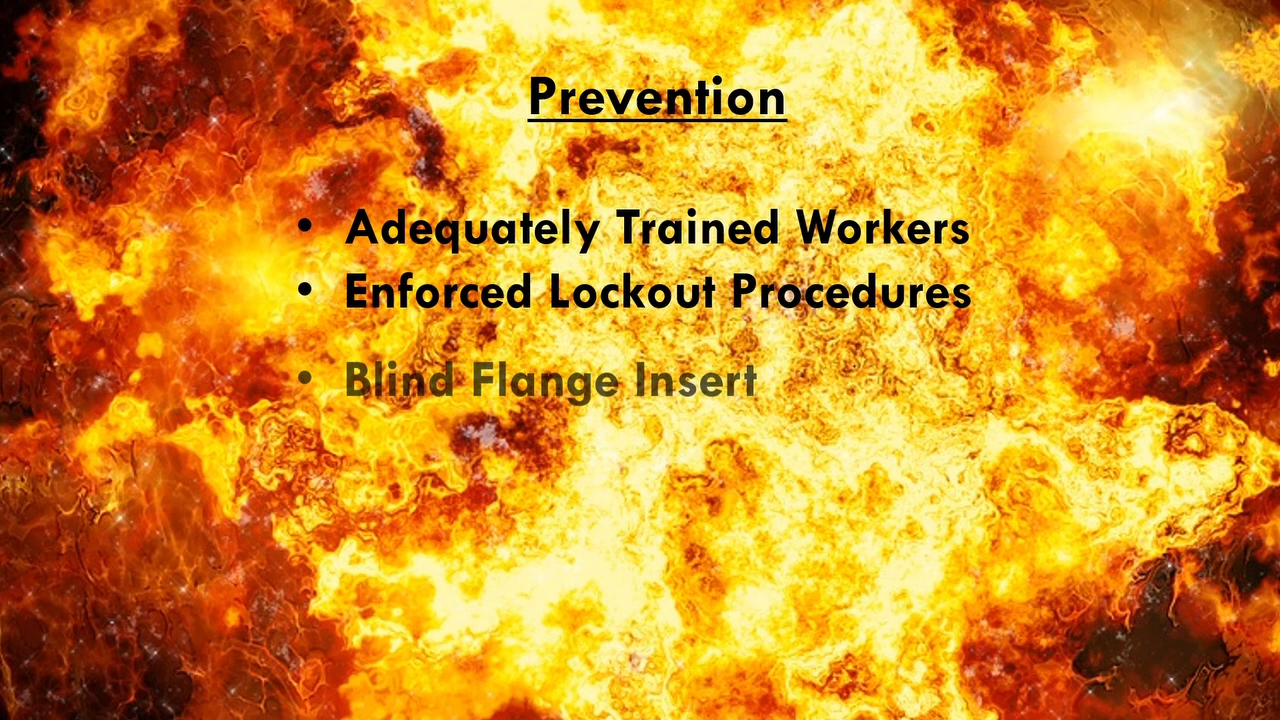 Prevention
• Adequately Trained Workers
• Enforced Lockout Procedures
• Blind Flange Insert